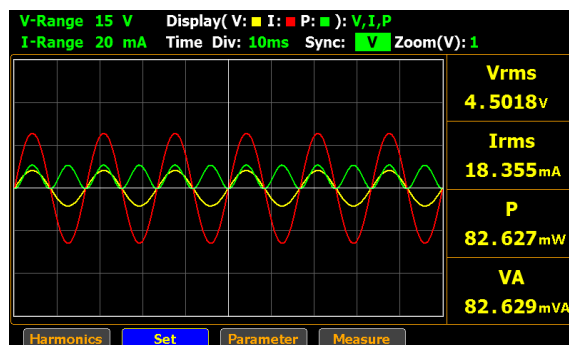 V-Range 15 V Display( V: I: P: ): V,I,P
I-Range 20 mA Time Div: 10ms Sync: V Zoom(V): 1
Vrms
4.5018V
Irms
18.355mA
P
82.627mW
VA
82.629mVA
Harmonics Set Parameter Measure